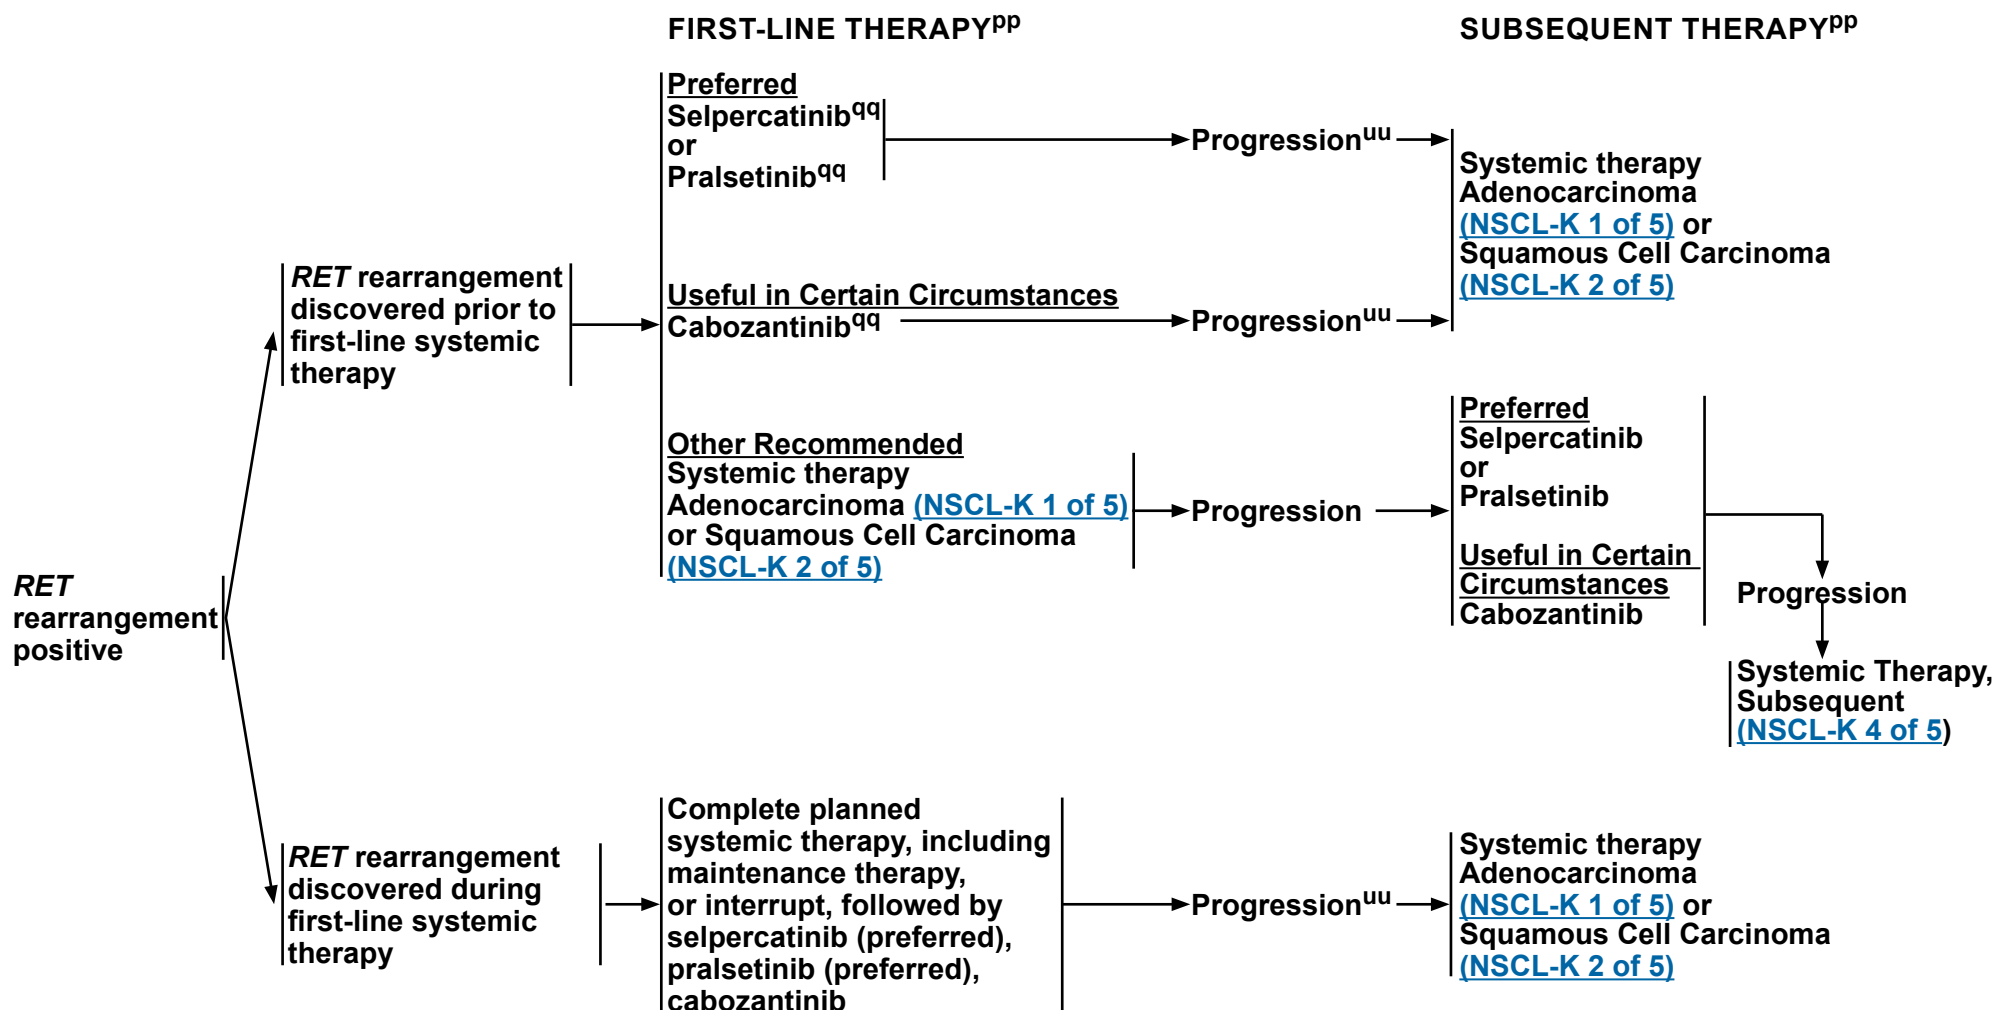 FIRST-LINE THERAPYpp
SUBSEQUENT THERAPYpp
RET
rearrangement
positive
RET rearrangement
discovered prior to
first-line systemic
therapy
Preferred
Selpercatinibqq
or
Pralsetinibqq
Progressionuu
Useful in Certain Circumstances
Cabozantinibqq
Progressionuu
Systemic therapy
Adenocarcinoma
(NSCL-K 1 of 5) or
Squamous Cell Carcinoma
(NSCL-K 2 of 5)
Other Recommended
Systemic therapy
Adenocarcinoma (NSCL-K 1 of 5)
or Squamous Cell Carcinoma
(NSCL-K 2 of 5)
Progression
Preferred
Selpercatinib
or
Pralsetinib
Useful in Certain
Circumstances
Cabozantinib
Progression
Systemic Therapy,
Subsequent
(NSCL-K 4 of 5)
RET rearrangement
discovered during
first-line systemic
therapy
Complete planned
systemic therapy, including
maintenance therapy,
or interrupt, followed by
selpercatinib (preferred),
pralsetinib (preferred),
cabozantinib
Progressionuu
Systemic therapy
Adenocarcinoma
(NSCL-K 1 of 5) or
Squamous Cell Carcinoma
(NSCL-K 2 of 5)